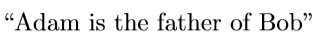 “Adam is the father of Bob”